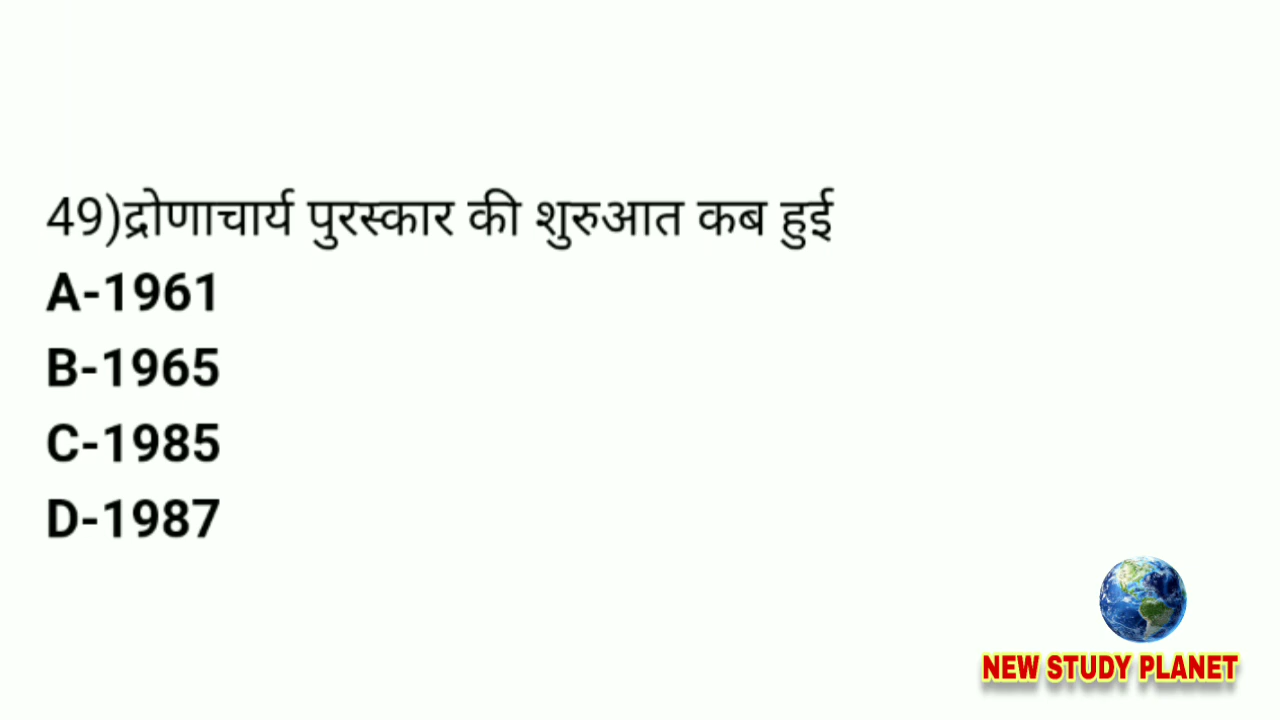 49)द्रोणाचार्य पुरस्कार की शुरुआत कब हुई
A-1961
B-1965
C-1985
D-1987
NEW STUDY PLANET